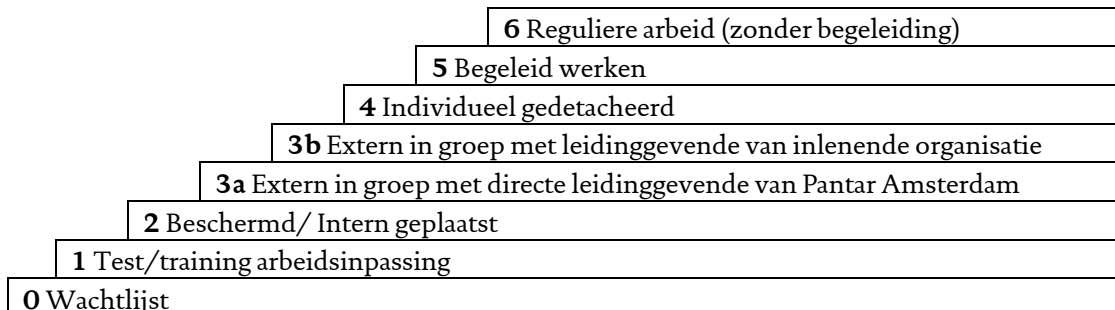 6 Reguliere arbeid (zonder begeleiding)
5 Begeleid werken
4 Individueel gedetacheerd
3b Extern in groep met leidinggevende van inlenende organisatie
3a Extern in groep met directe leidinggevende van Pantar Amsterdam
2 Beschermd/ Intern geplaatst
1 Test/training arbeidsinpassing
0 Wachtlijst